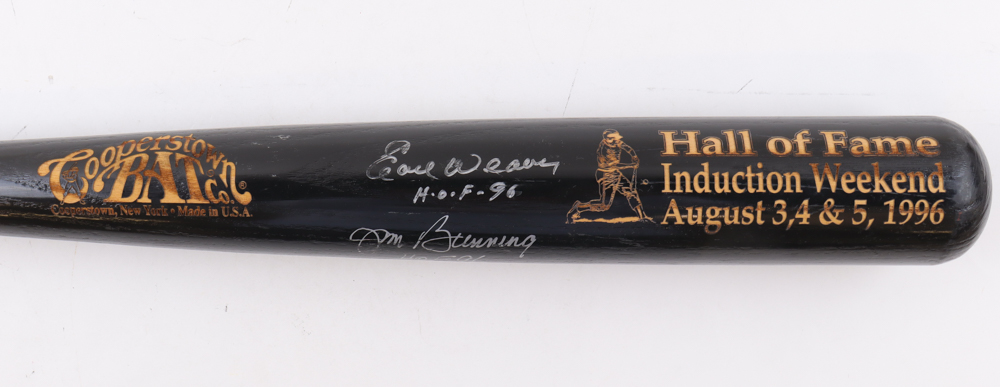 Cooperstown
BAT Co.®
Cooperstown, New York • Made in U.S.A.
Earl Weaver
H.O.F-96
Jim Bunning
Hall of Fame
Induction Weekend
August 3,4 & 5, 1996